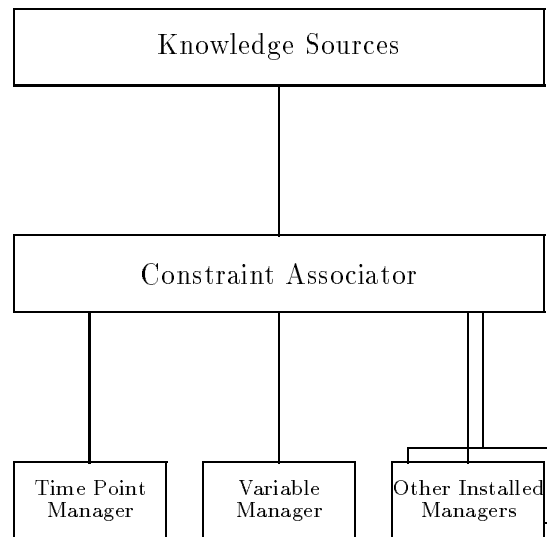 Knowledge Sources
Constraint Associator
Time Point
Manager
Variable
Manager
Other Installed
Managers